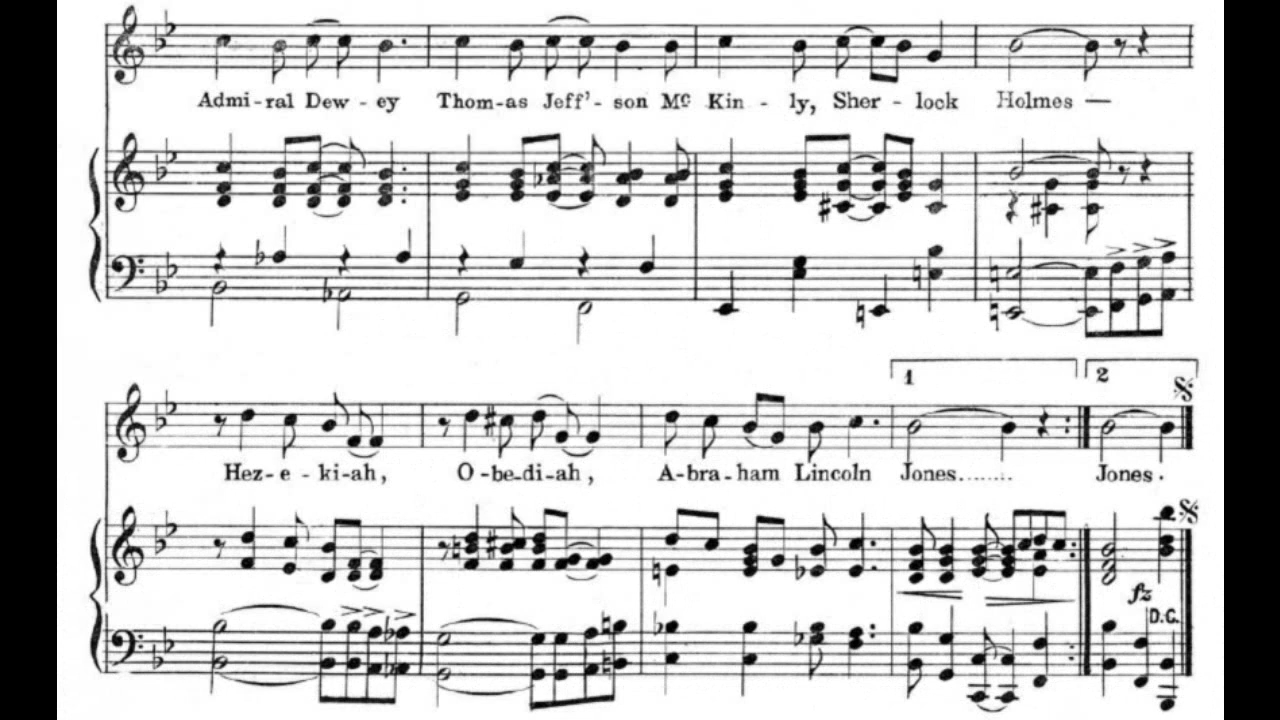 Admi-ral Dew-ey Thom-as Jeff'-son Mc Kin-ly, Sher-lock Holmes —
1 2
Hez-e-ki-ah, O-be-di-ah, A-bra-ham Lincoln Jones........ Jones.
fz
D.C.